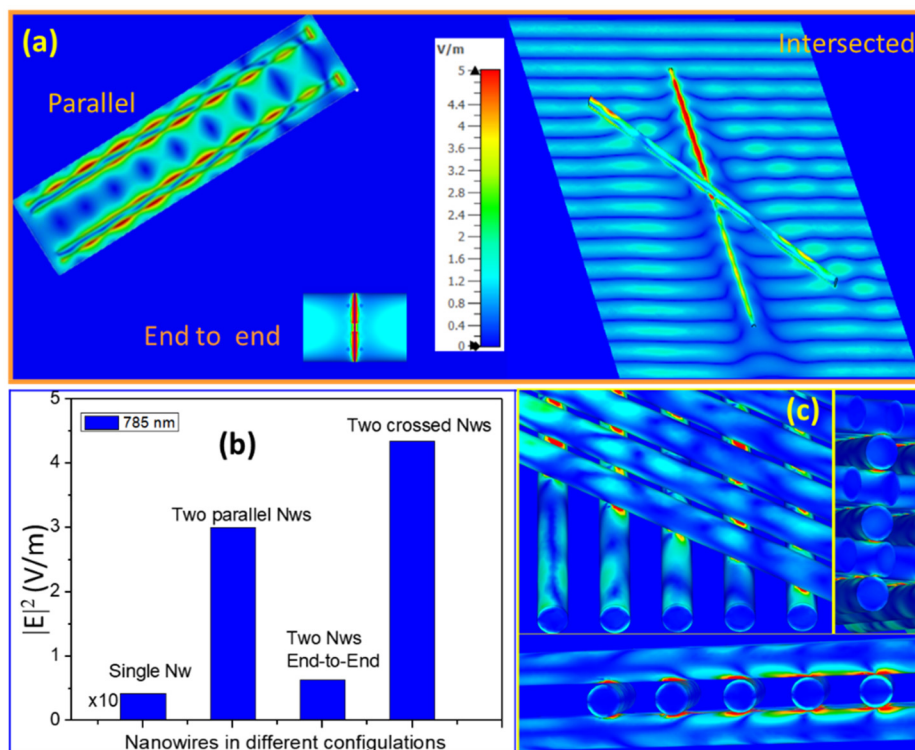 (a)
Parallel
End to end
V/m
5
4.4
4
3.6
3.2
2.8
2.4
2
1.6
1.2
0.8
0.4
0
Intersected
(b)
785 nm
5
4
3
2
1
0
|E|² (V/m)
x10
Single Nw
Two parallel Nws
Two Nws
End-to-End
Two crossed Nws
Nanowires in different configulations
(c)